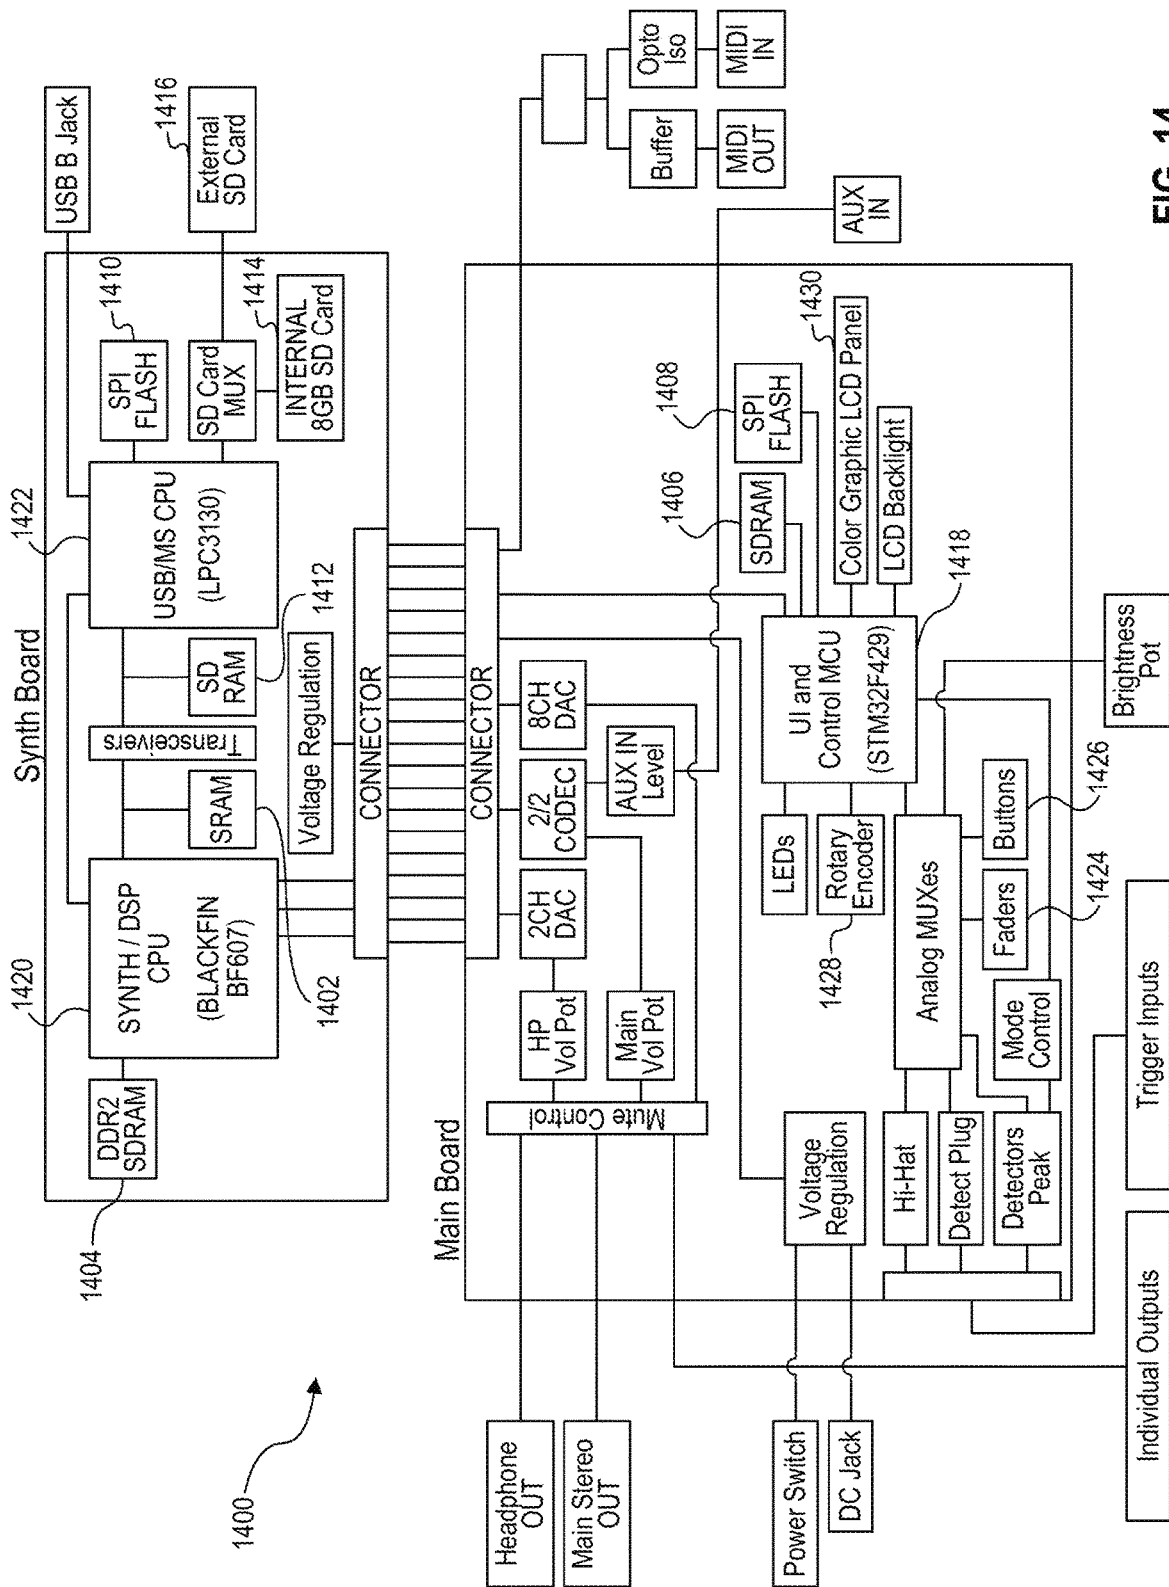 1400
Synth Board
1404
DDR2
SDRAM
1420
SYNTH / DSP
CPU
(BLACKFIN
BF607)
1402
SRAM
Transceivers
SD
RAM
1412
1422
USB/MS CPU
(LPC3130)
SPI
FLASH
1410
SD Card
MUX
INTERNAL
8GB SD Card
1414
USB B Jack
External
SD Card
1416
Voltage Regulation
CONNECTOR
Main Board
CONNECTOR
Headphone
OUT
Main Stereo
OUT
Mute Control
HP
Vol Pot
Main
Vol Pot
2CH
DAC
2/2
CODEC
8CH
DAC
AUX IN
Level
Buffer
Opto
Iso
MIDI
OUT
MIDI
IN
AUX
IN
Power Switch
DC Jack
Voltage
Regulation
LEDs
Rotary
Encoder
1428
UI and
Control MCU
(STM32F429)
1418
SDRAM
1406
SPI
FLASH
1408
Color Graphic LCD Panel
1430
LCD Backlight
Hi-Hat
Detect Plug
Detectors
Peak
Analog MUXes
Mode
Control
Faders
1424
Buttons
1426
Brightness
Pot
Individual Outputs
Trigger Inputs
FIG. 14